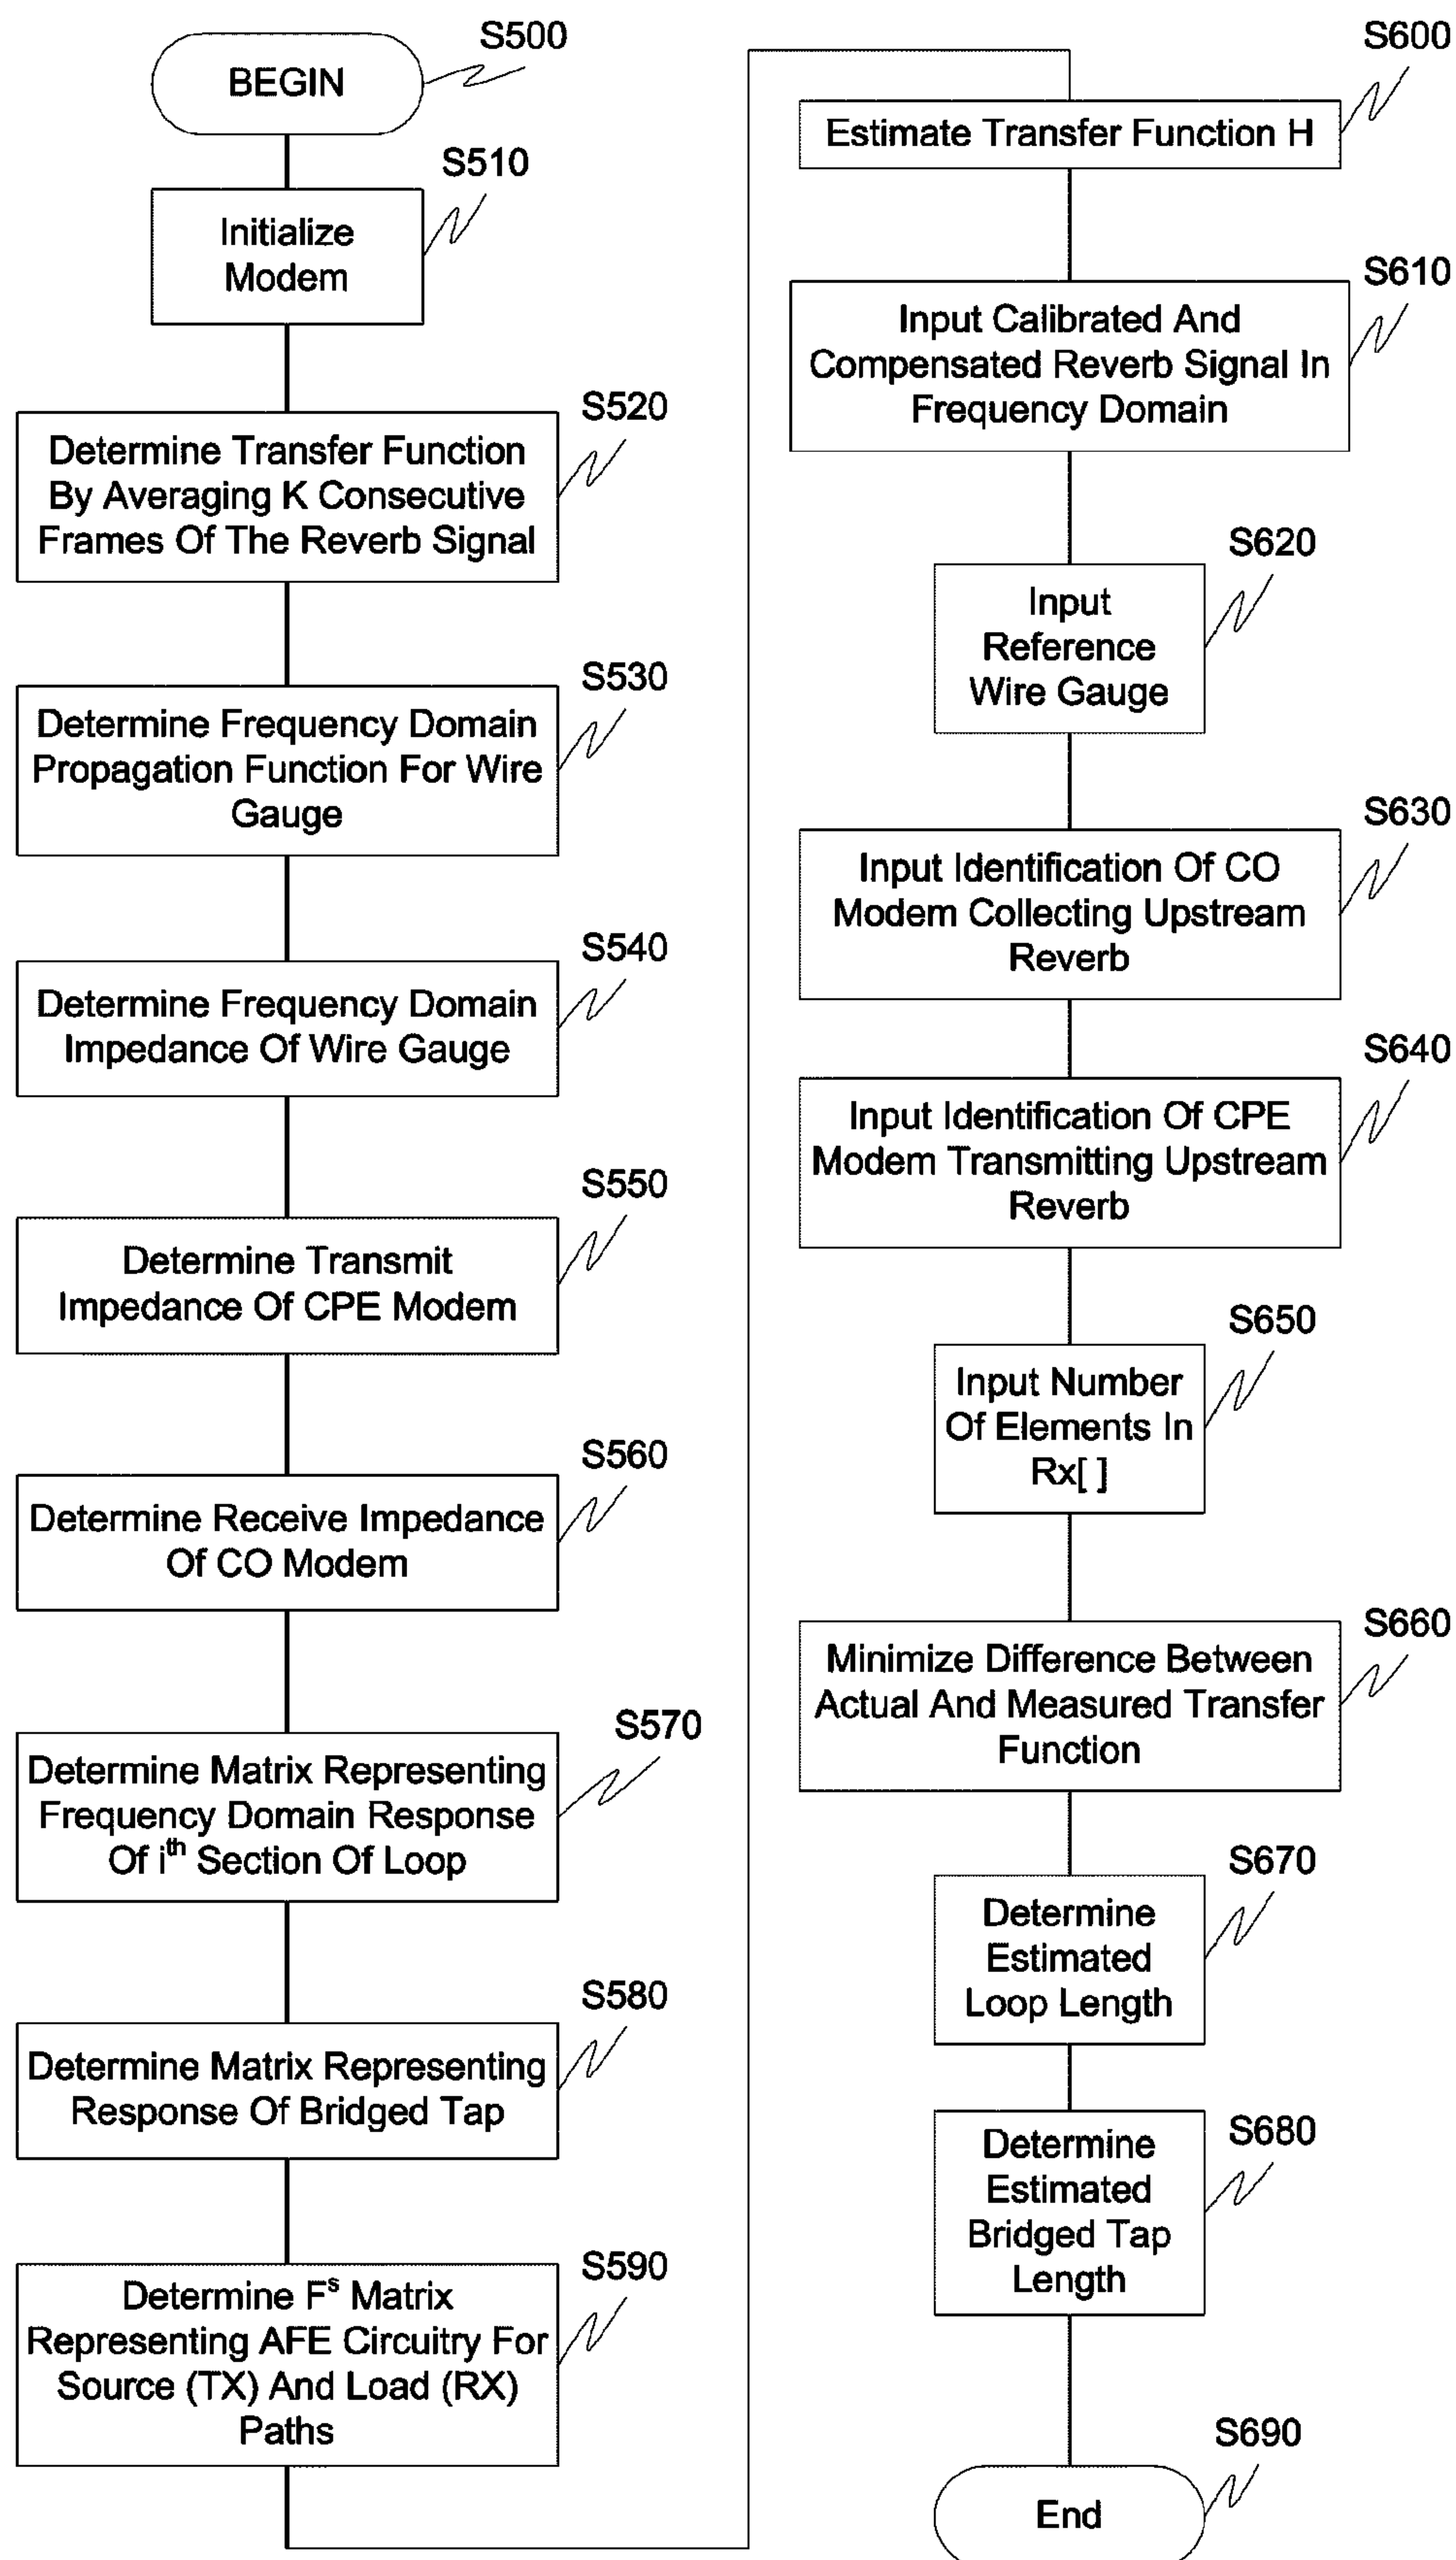 S500
BEGIN
S510
Initialize
Modem
S520
Determine Transfer Function
By Averaging K Consecutive
Frames Of The Reverb Signal
S530
Determine Frequency Domain
Propagation Function For Wire
Gauge
S540
Determine Frequency Domain
Impedance Of Wire Gauge
S550
Determine Transmit
Impedance Of CPE Modem
S560
Determine Receive Impedance
Of CO Modem
S570
Determine Matrix Representing
Frequency Domain Response
Of iᵗʰ Section Of Loop
S580
Determine Matrix Representing
Response Of Bridged Tap
S590
Determine Fˢ Matrix
Representing AFE Circuitry For
Source (TX) And Load (RX)
Paths
S600
Estimate Transfer Function H
S610
Input Calibrated And
Compensated Reverb Signal In
Frequency Domain
S620
Input
Reference
Wire Gauge
S630
Input Identification Of CO
Modem Collecting Upstream
Reverb
S640
Input Identification Of CPE
Modem Transmitting Upstream
Reverb
S650
Input Number
Of Elements In
Rx[ ]
S660
Minimize Difference Between
Actual And Measured Transfer
Function
S670
Determine
Estimated
Loop Length
S680
Determine
Estimated
Bridged Tap
Length
S690
End